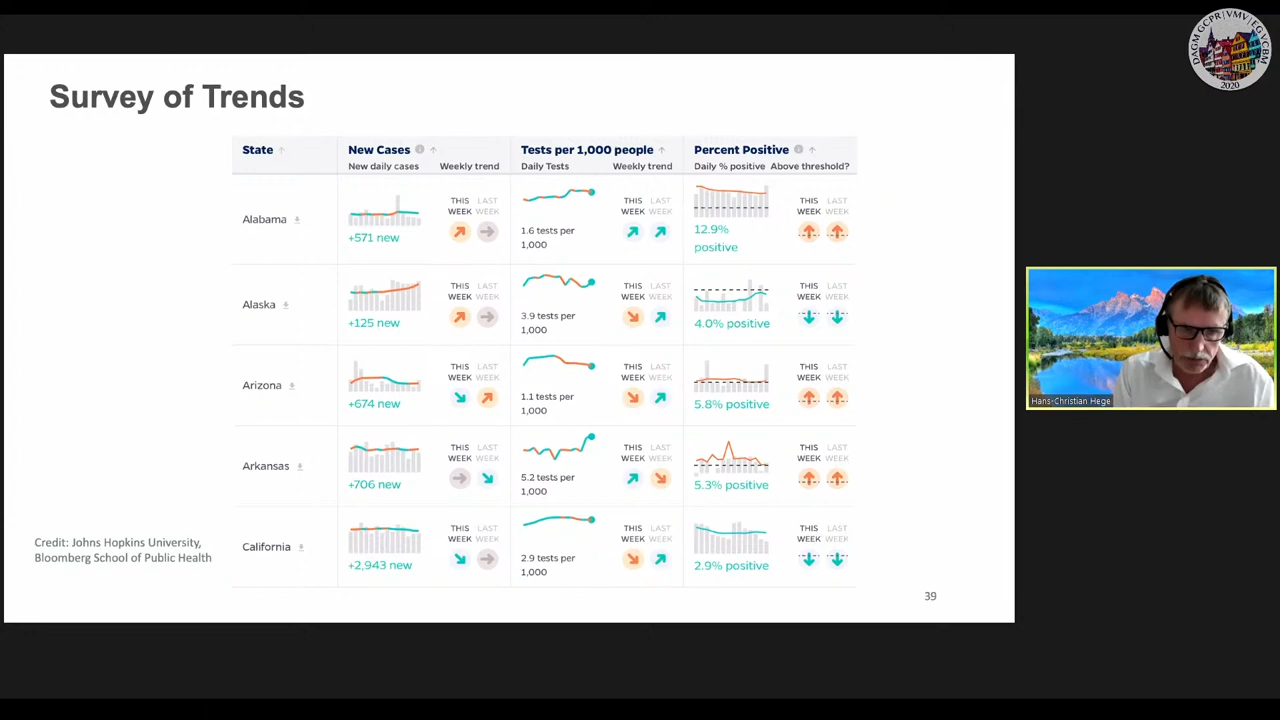 Survey of Trends
State
New Cases
Tests per 1,000 people
Percent Positive
New daily cases
Weekly trend
Daily Tests
Weekly trend
Daily % positive
Above threshold?
Alabama
+571 new
THIS WEEK
LAST WEEK
1.6 tests per
1,000
THIS WEEK
LAST WEEK
12.9%
positive
THIS WEEK
LAST WEEK
Alaska
+125 new
THIS WEEK
LAST WEEK
3.9 tests per
1,000
THIS WEEK
LAST WEEK
4.0% positive
THIS WEEK
LAST WEEK
Arizona
+674 new
THIS WEEK
LAST WEEK
1.1 tests per
1,000
THIS WEEK
LAST WEEK
5.8% positive
THIS WEEK
LAST WEEK
Arkansas
+706 new
THIS WEEK
LAST WEEK
5.2 tests per
1,000
THIS WEEK
LAST WEEK
5.3% positive
THIS WEEK
LAST WEEK
California
+2,943 new
THIS WEEK
LAST WEEK
2.9 tests per
1,000
THIS WEEK
LAST WEEK
2.9% positive
THIS WEEK
LAST WEEK
Credit: Johns Hopkins University,
Bloomberg School of Public Health
39
Hans-Christian Hege
DAGM GCPR | VMV | EG VCBM
2020